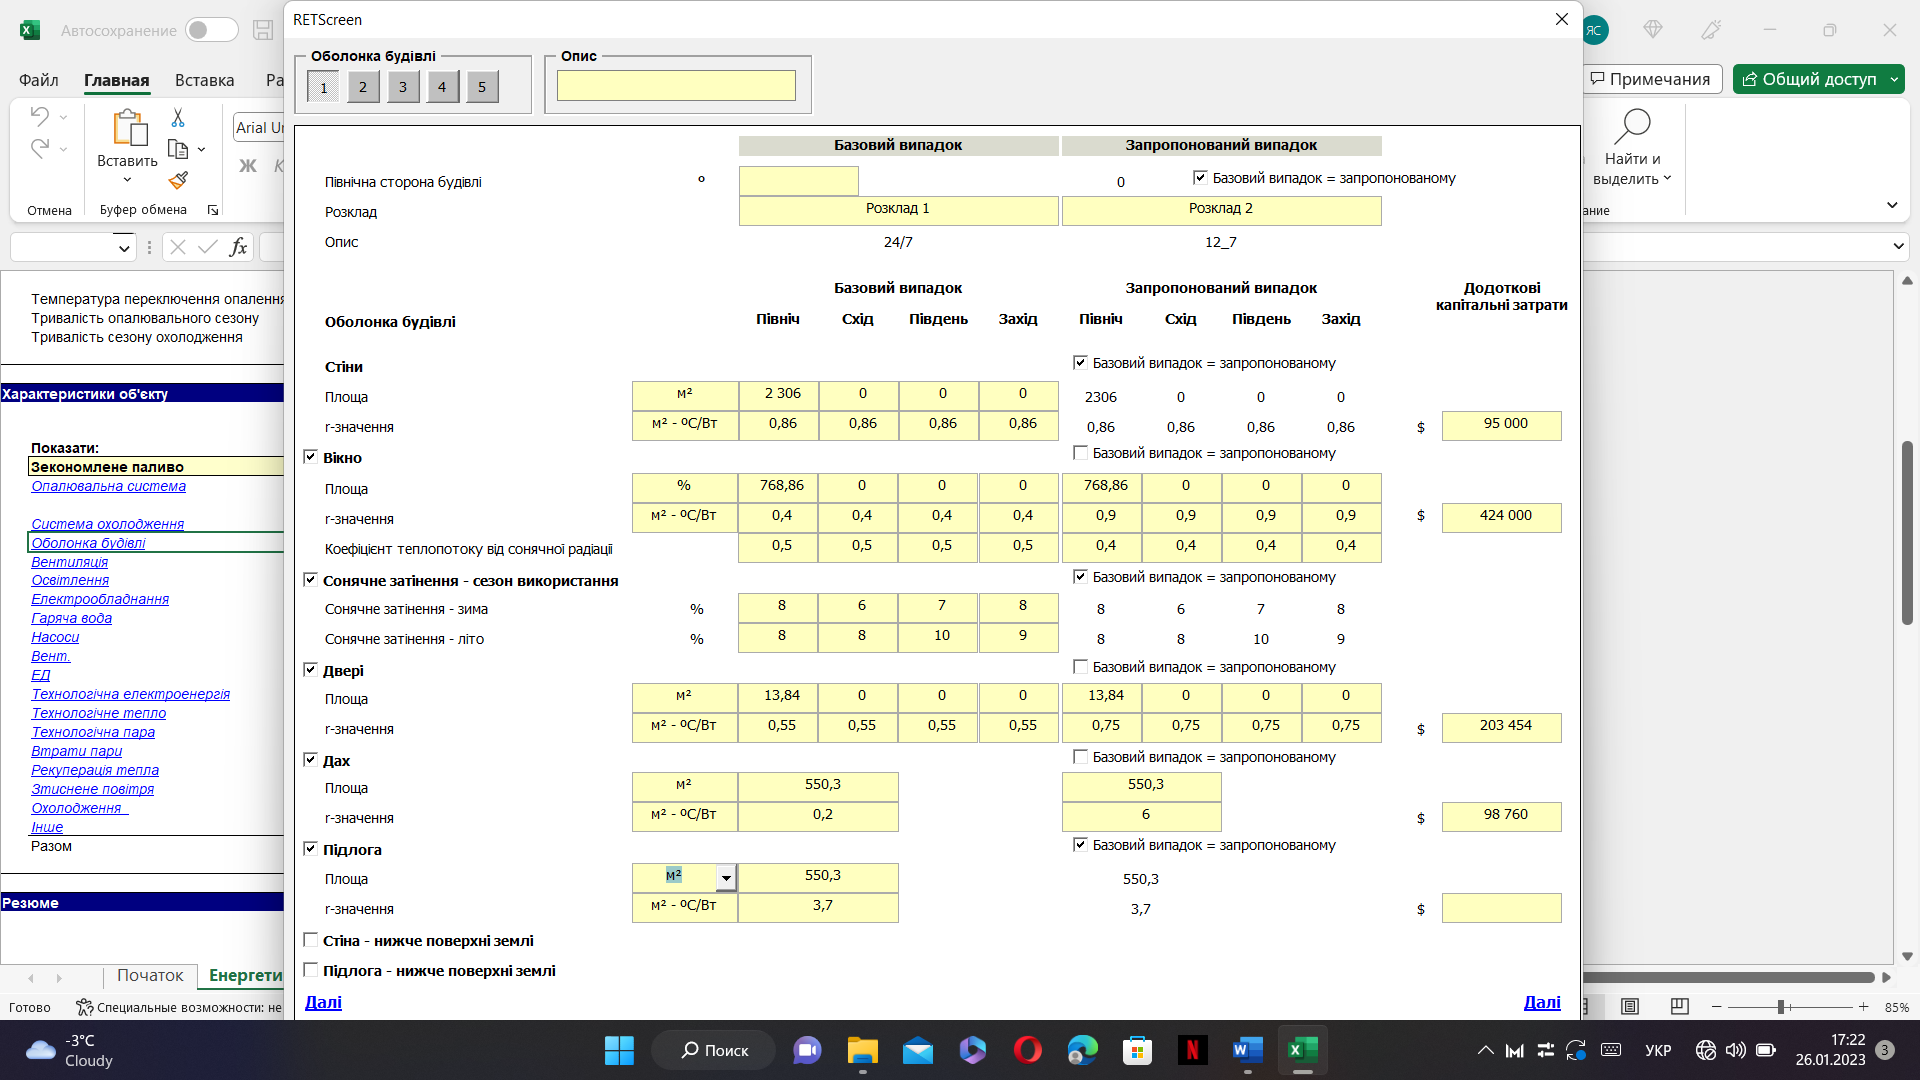 RETScreen
Автосохранение
ЯС
Файл Главная Вставка
Примечания
Общий доступ
Вставить
Отмена
Буфер обмена
Arial
Ж
Найти и
выделить
fx
Температура переключення опалення
Тривалість опалювального сезону
Тривалість сезону охолодження
Характеристики об'єкту
Показати:
Зекономлене паливо
Опалювальна система
Система охолодження
Оболонка будівлі
Вентиляція
Освітлення
Електрообладнання
Гаряча вода
Насоси
Вент.
ЕД
Технологічна електроенергія
Технологічне тепло
Технологічна пара
Втрати пари
Рекуперація тепла
Зтиснене повітря
Охолодження
Інше
Разом
Резюме
Оболонка будівлі
1 2 3 4 5
Опис
Базовий випадок Запропонований випадок
Північна сторона будівлі º 0 Базовий випадок = запропонованому
Розклад Розклад 1 Розклад 2
Опис 24/7 12_7
Базовий випадок Запропонований випадок Додоткові
капітальні затрати
Оболонка будівлі Північ Схід Південь Захід Північ Схід Південь Захід
Стіни Базовий випадок = запропонованому
Площа м² 2 306 0 0 0 2306 0 0 0
r-значення м² - ºC/Вт 0,86 0,86 0,86 0,86 0,86 0,86 0,86 0,86 $ 95 000
Вікно Базовий випадок = запропонованому
Площа % 768,86 0 0 0 768,86 0 0 0
r-значення м² - ºC/Вт 0,4 0,4 0,4 0,4 0,9 0,9 0,9 0,9 $ 424 000
Коефіцієнт теплопотоку від сонячної радіації 0,5 0,5 0,5 0,5 0,4 0,4 0,4 0,4
Сонячне затінення - сезон використання Базовий випадок = запропонованому
Сонячне затінення - зима % 8 6 7 8 8 6 7 8
Сонячне затінення - літо % 8 8 10 9 8 8 10 9
Двері Базовий випадок = запропонованому
Площа м² 13,84 0 0 0 13,84 0 0 0
r-значення м² - ºC/Вт 0,55 0,55 0,55 0,55 0,75 0,75 0,75 0,75 $ 203 454
Дах Базовий випадок = запропонованому
Площа м² 550,3 550,3
r-значення м² - ºC/Вт 0,2 6 $ 98 760
Підлога Базовий випадок = запропонованому
Площа м² 550,3 550,3
r-значення м² - ºC/Вт 3,7 3,7 $
Стіна - нижче поверхні землі
Підлога - нижче поверхні землі
Далі Далі
Початок Енергети
Готово Специальные возможности: не
85%
-3°C
Cloudy
Поиск
УКР
17:22
26.01.2023
3